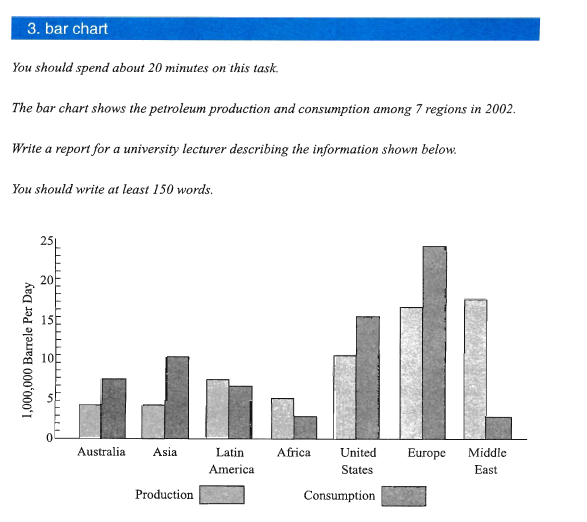 3. bar chart
You should spend about 20 minutes on this task.
The bar chart shows the petroleum production and consumption among 7 regions in 2002.
Write a report for a university lecturer describing the information shown below.
You should write at least 150 words.
1,000,000 Barrele Per Day
25
20
15
10
5
0
Australia Asia Latin America Africa United States Europe Middle East
Production Consumption